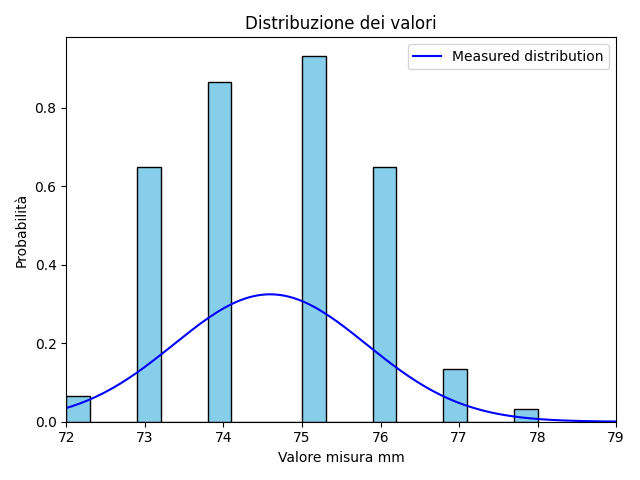 Distribuzione dei valori
Measured distribution
Probabilità
0.8
0.6
0.4
0.2
0.0
72 73 74 75 76 77 78 79
Valore misura mm